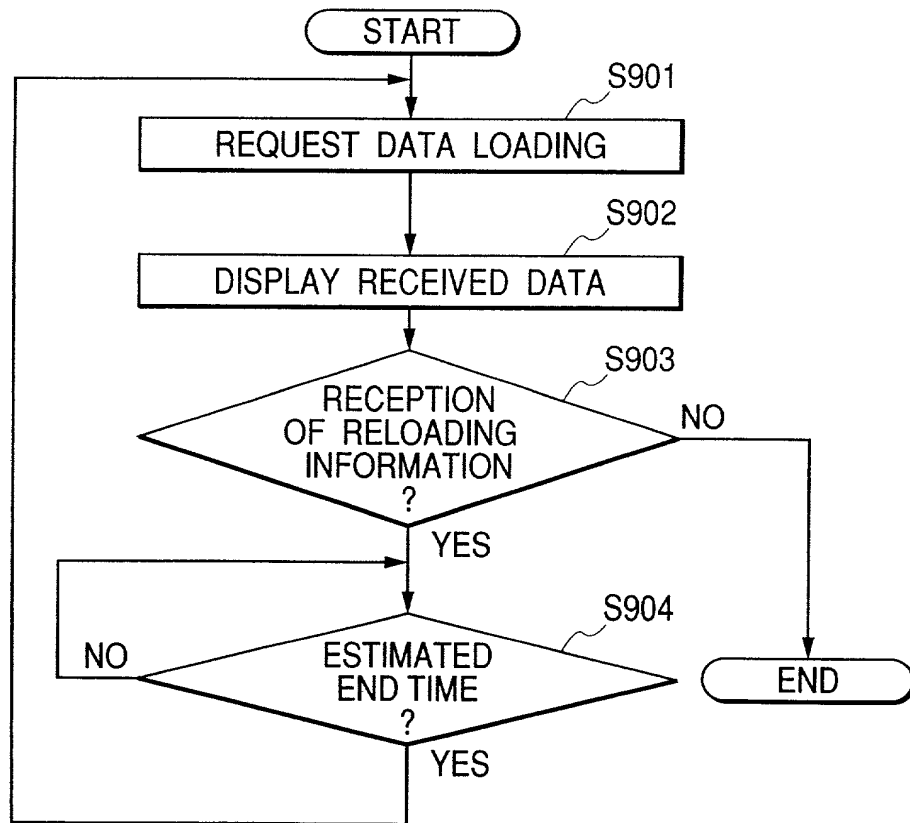 START
S901
REQUEST DATA LOADING
S902
DISPLAY RECEIVED DATA
S903
RECEPTION
OF RELOADING
INFORMATION
?
NO
YES
S904
NO
ESTIMATED
END TIME
?
END
YES